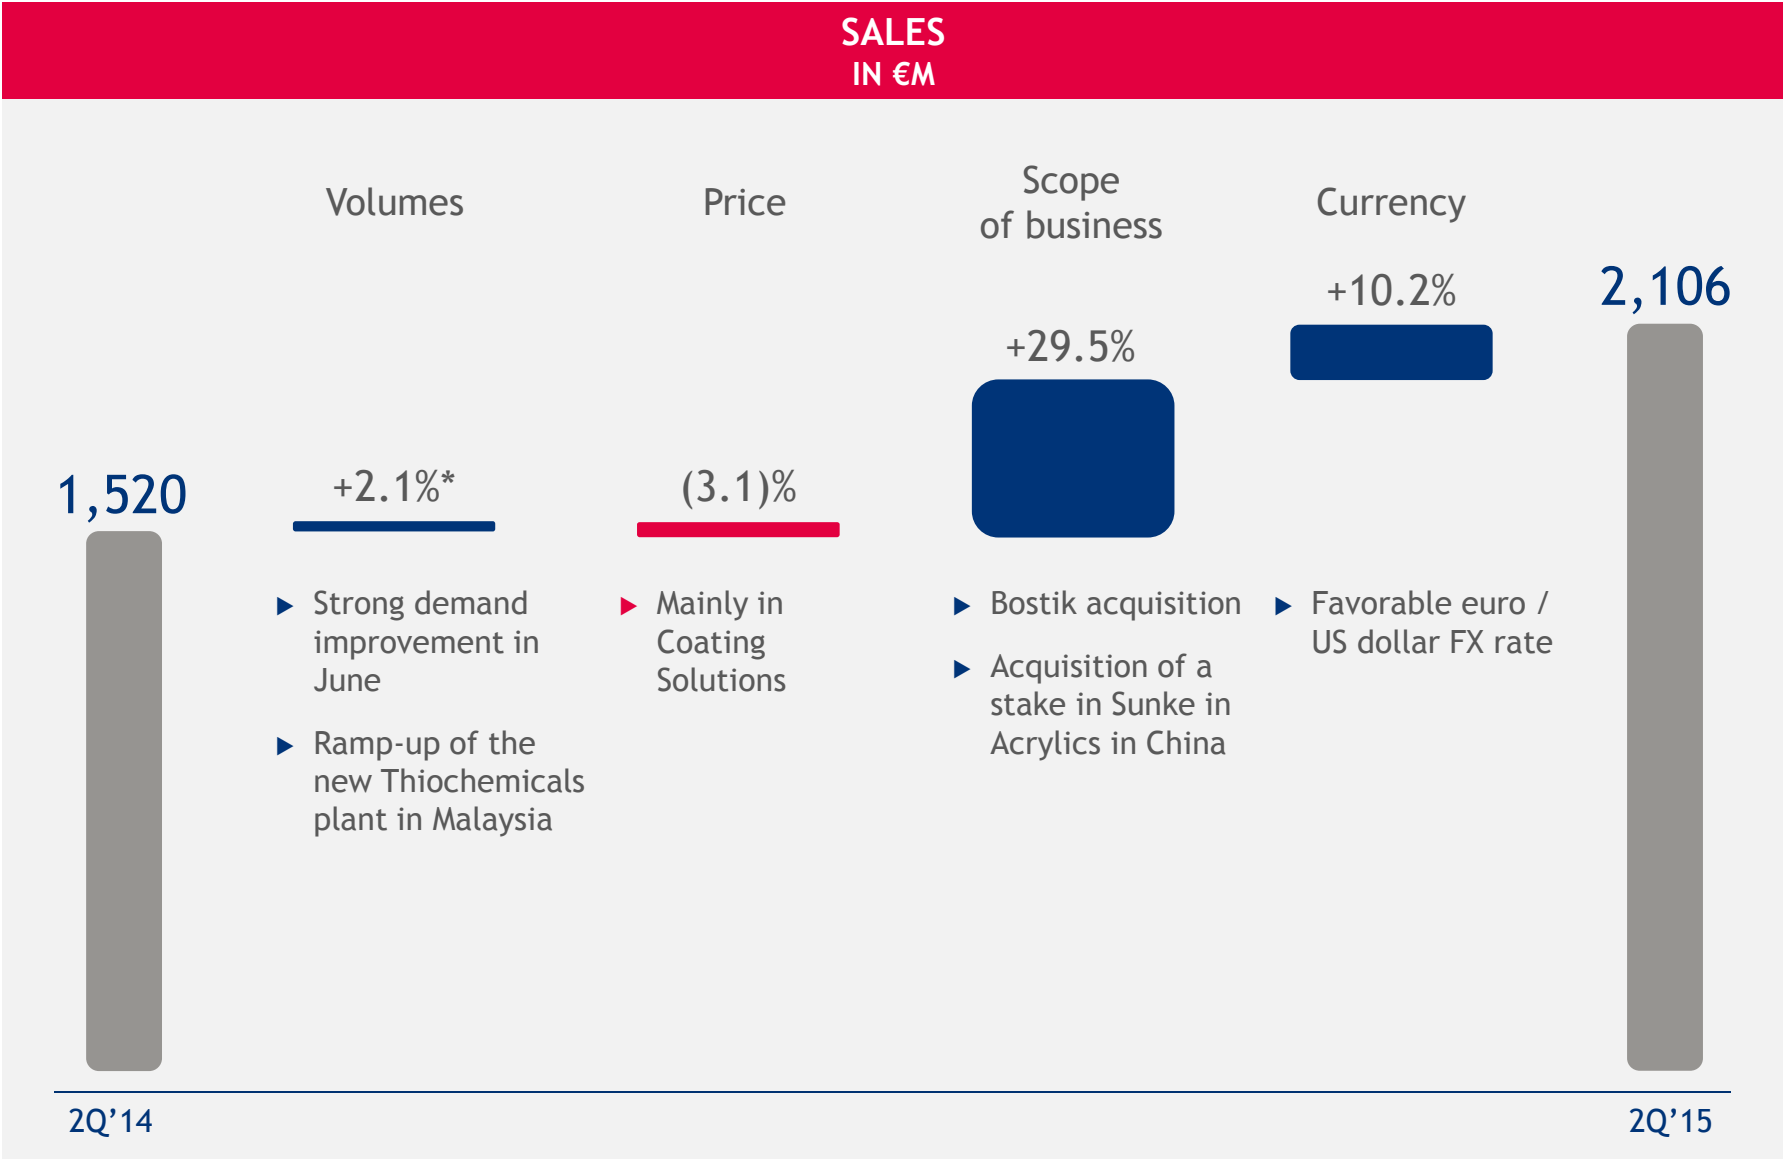 SALES
IN €M
Volumes
Price
Scope
of business
Currency
1,520
+2.1%*
(3.1)%
+29.5%
+10.2%
2,106
▶ Strong demand
improvement in
June
▶ Ramp-up of the
new Thiochemicals
plant in Malaysia
▶ Mainly in
Coating
Solutions
▶ Bostik acquisition
▶ Acquisition of a
stake in Sunke in
Acrylics in China
▶ Favorable euro /
US dollar FX rate
2Q’14
2Q’15